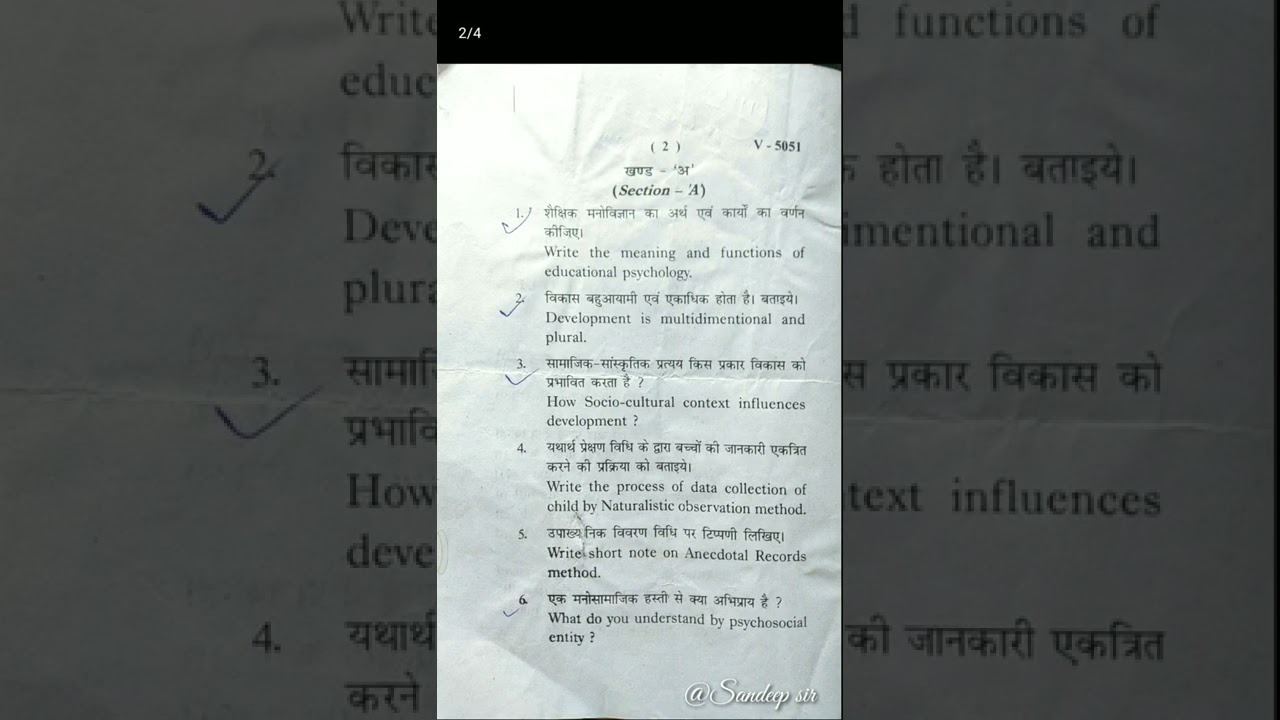 2/4
( 2 ) V - 5051
खण्ड - 'अ'
(Section – 'A)
1. शैक्षिक मनोविज्ञान का अर्थ एवं कार्यों का वर्णन
कीजिए।
Write the meaning and functions of
educational psychology.
2. विकास बहुआयामी एवं एकाधिक होता है। बताइये।
Development is multidimentional and
plural.
3. सामाजिक-सांस्कृतिक प्रत्यय किस प्रकार विकास को
प्रभावित करता है ?
How Socio-cultural context influences
development ?
4. यथार्थ प्रेक्षण विधि के द्वारा बच्चों की जानकारी एकत्रित
करने की प्रक्रिया को बताइये।
Write the process of data collection of
child by Naturalistic observation method.
5. उपाख्यानिक विवरण विधि पर टिप्पणी लिखिए।
Write short note on Anecdotal Records
method.
6. एक मनोसामाजिक हस्ती से क्या अभिप्राय है ?
What do you understand by psychosocial
entity ?
@Sandeep sir